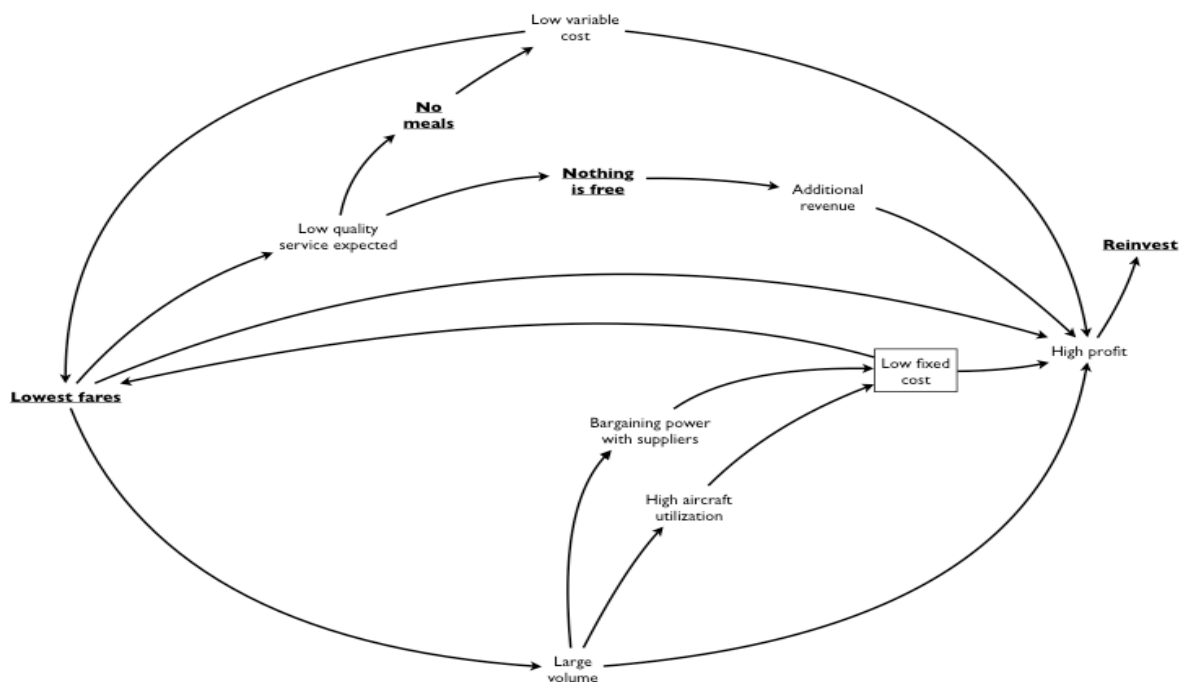 Low variable
cost
No
meals
Nothing
is free
Additional
revenue
Low quality
service expected
Reinvest
High profit
Low fixed
cost
Lowest fares
Bargaining power
with suppliers
High aircraft
utilization
Large
volume